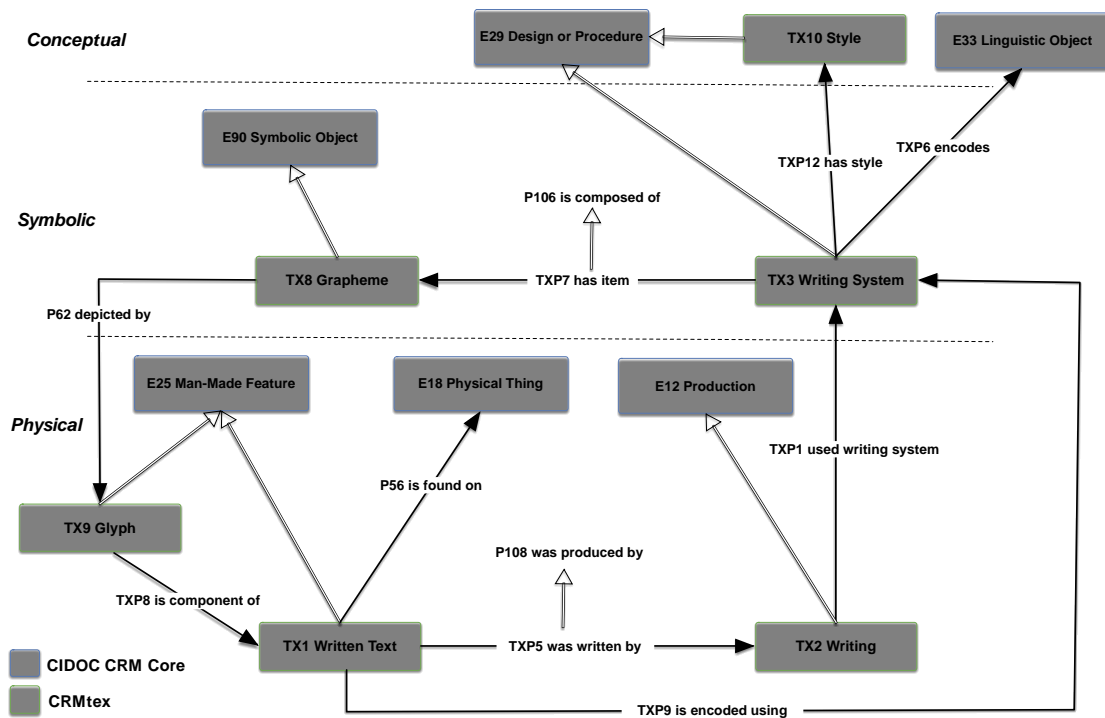 Conceptual
E29 Design or Procedure
TX10 Style
E33 Linguistic Object
E90 Symbolic Object
TXP12 has style
TXP6 encodes
P106 is composed of
Symbolic
TX8 Grapheme
TXP7 has item
TX3 Writing System
P62 depicted by
E25 Man-Made Feature
E18 Physical Thing
E12 Production
Physical
TXP1 used writing system
P56 is found on
TX9 Glyph
P108 was produced by
TXP8 is component of
TX1 Written Text
TXP5 was written by
TX2 Writing
CIDOC CRM Core
CRMtex
TXP9 is encoded using